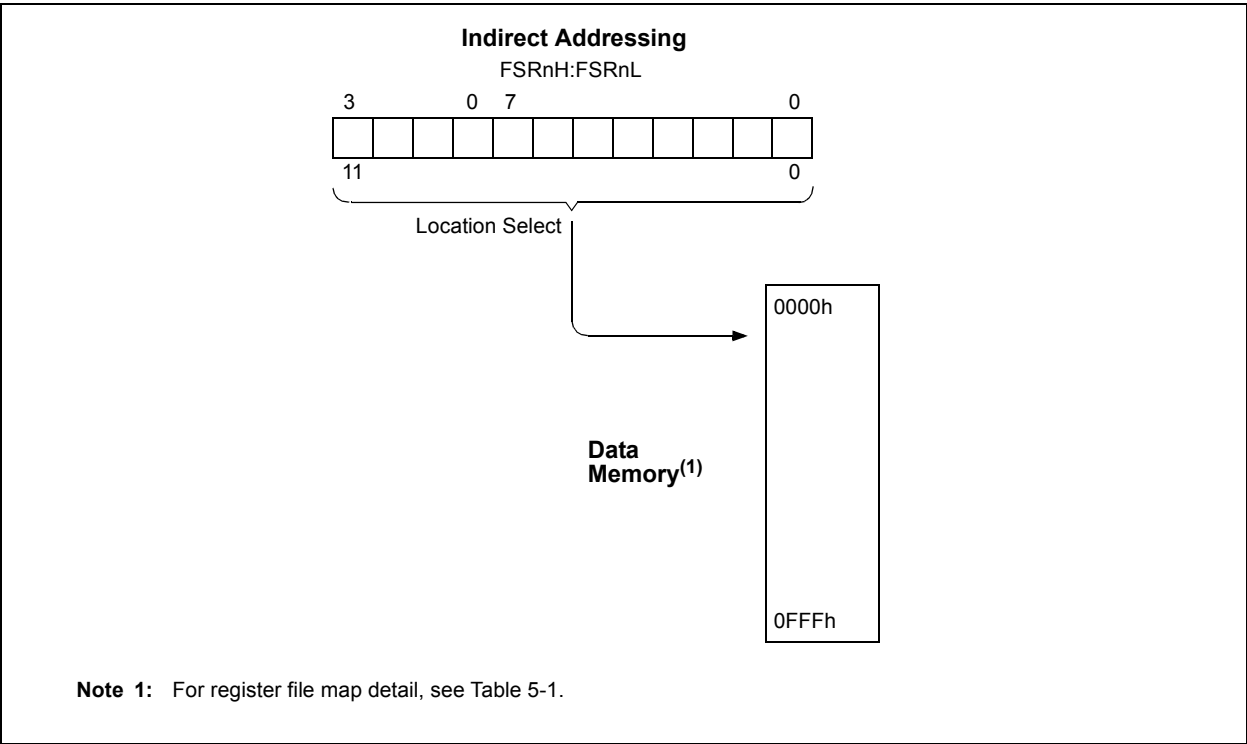 Indirect Addressing
FSRnH:FSRnL
3 0 7 0
11 0
Location Select
0000h
Data
Memory(1)
0FFFh
Note 1: For register file map detail, see Table 5-1.